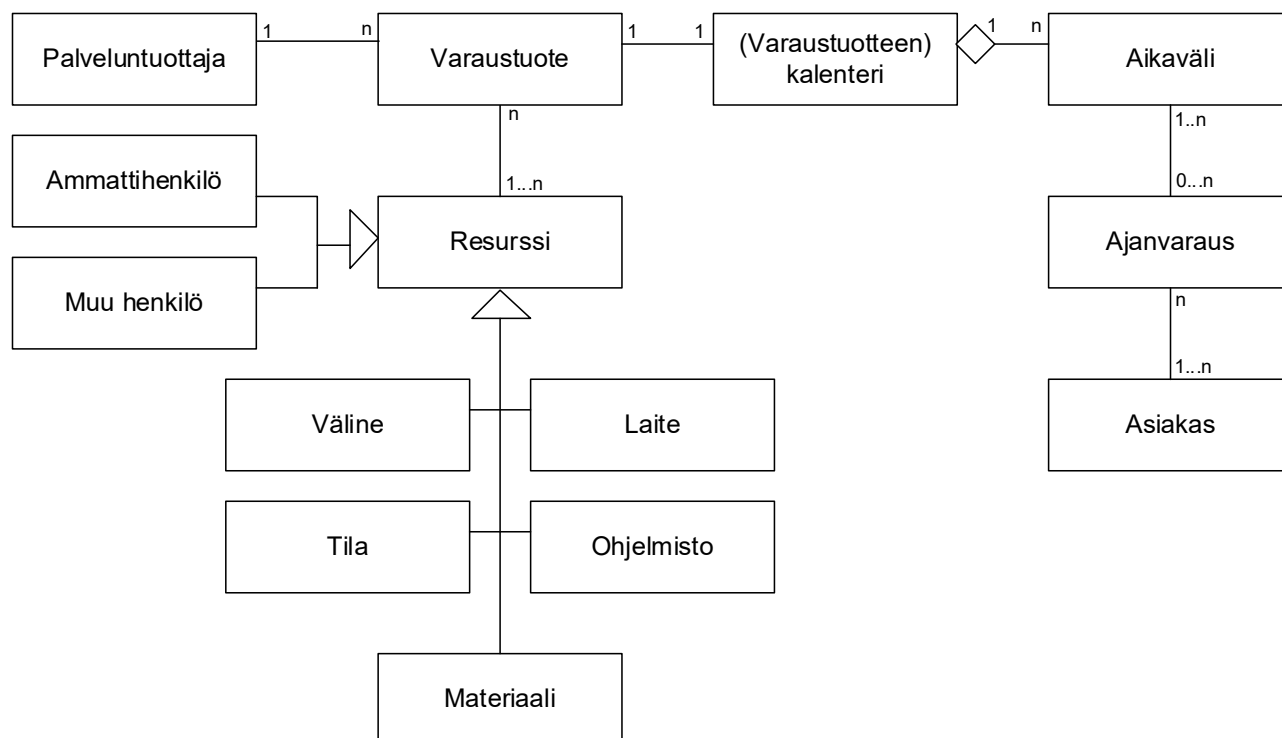 Palveluntuottaja
1
n
Varaustuote
1
1
(Varaustuotteen)
kalenteri
1
n
Aikaväli
n
1...n
1..n
0...n
Ammattihenkilö
Muu henkilö
Resurssi
Ajanvaraus
n
1...n
Väline
Laite
Asiakas
Tila
Ohjelmisto
Materiaali